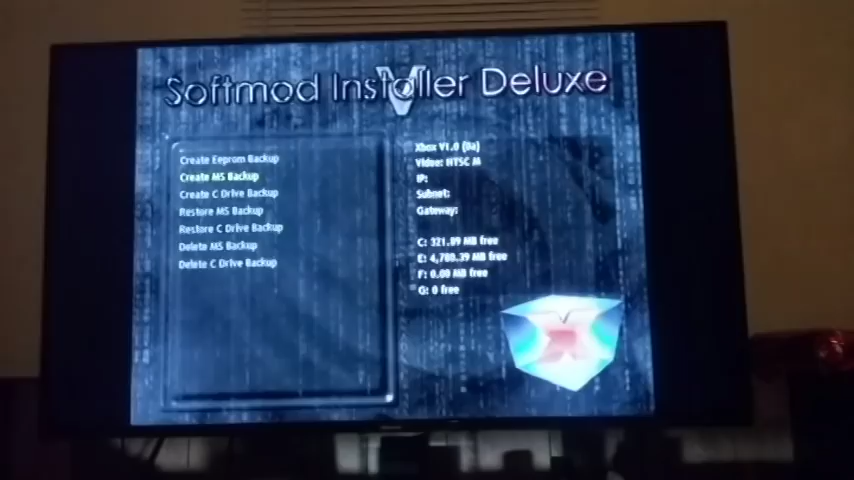 Softmod Installer Deluxe
Create Eeprom Backup
Create MS Backup
Create C Drive Backup
Restore MS Backup
Restore C Drive Backup
Delete MS Backup
Delete C Drive Backup
Xbox V1.0 (0a)
Video: NTSC M
IP:
Subnet:
Gateway:
C: 321.89 MB free
E: 4,780.39 MB free
F: 0.00 MB free
G: 0 free